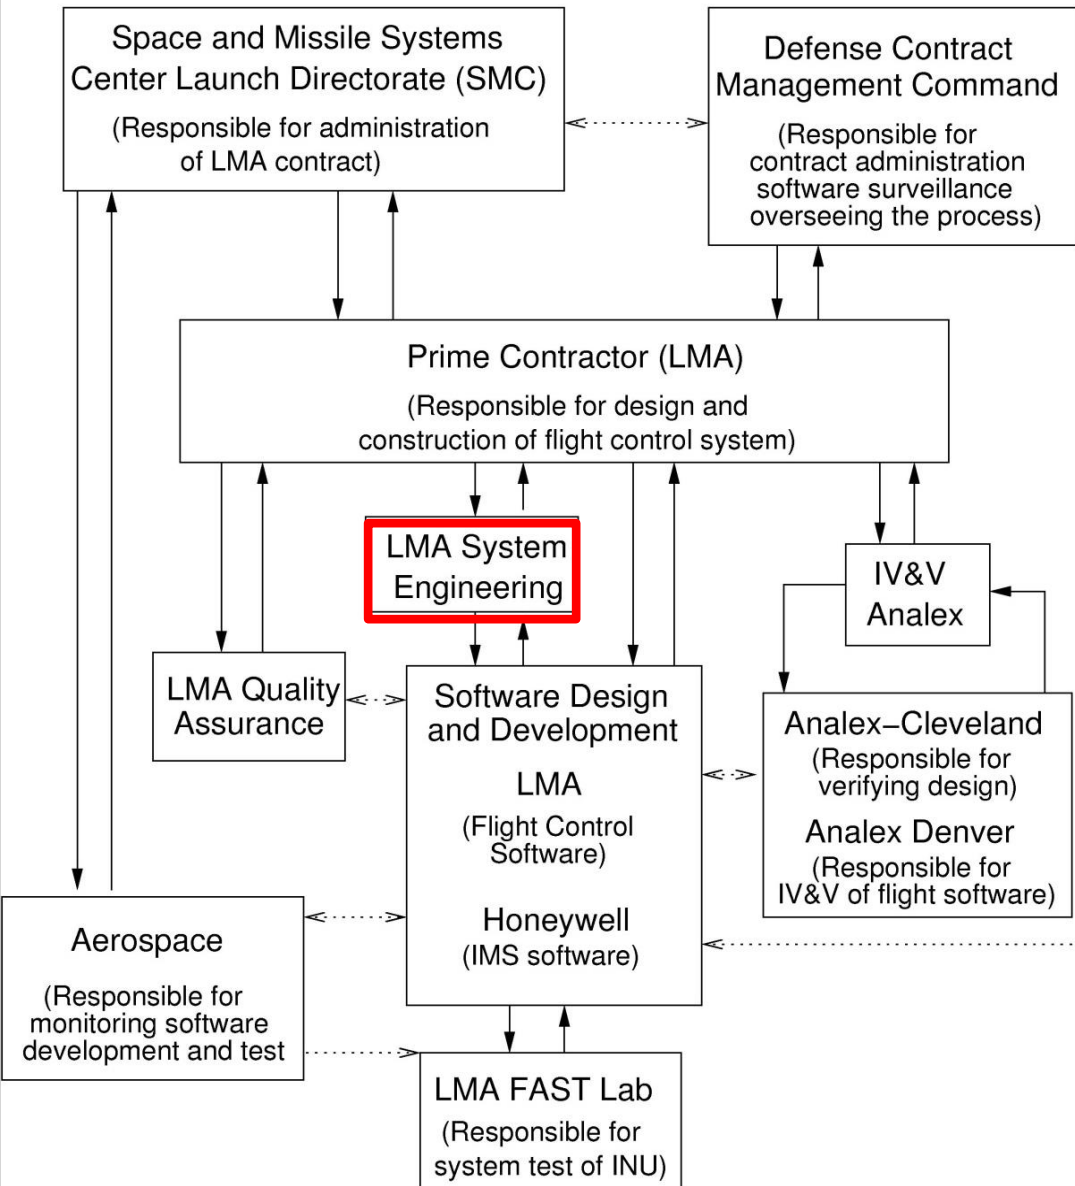 Space and Missile Systems
Center Launch Directorate (SMC)
(Responsible for administration
of LMA contract)
Defense Contract
Management Command
(Responsible for
contract administration
software surveillance
overseeing the process)
Prime Contractor (LMA)
(Responsible for design and
construction of flight control system)
LMA System
Engineering
IV&V
Analex
LMA Quality
Assurance
Software Design
and Development
LMA
(Flight Control
Software)
Honeywell
(IMS software)
Analex–Cleveland
(Responsible for
verifying design)
Analex Denver
(Responsible for
IV&V of flight software)
Aerospace
(Responsible for
monitoring software
development and test
LMA FAST Lab
(Responsible for
system test of INU)